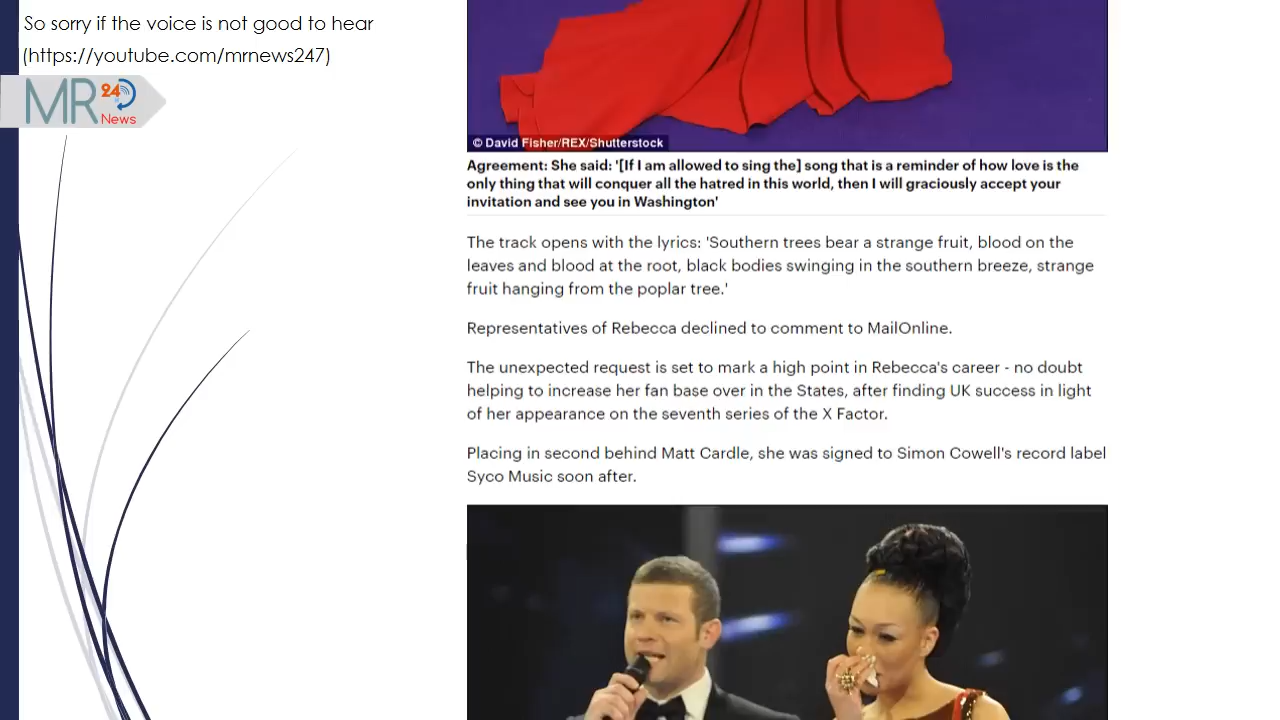 So sorry if the voice is not good to hear
(https://youtube.com/mrnews247)
MR 24
News
© David Fisher/REX/Shutterstock
Agreement: She said: '[If I am allowed to sing the] song that is a reminder of how love is the
only thing that will conquer all the hatred in this world, then I will graciously accept your
invitation and see you in Washington'
The track opens with the lyrics: 'Southern trees bear a strange fruit, blood on the
leaves and blood at the root, black bodies swinging in the southern breeze, strange
fruit hanging from the poplar tree.'
Representatives of Rebecca declined to comment to MailOnline.
The unexpected request is set to mark a high point in Rebecca's career - no doubt
helping to increase her fan base over in the States, after finding UK success in light
of her appearance on the seventh series of the X Factor.
Placing in second behind Matt Cardle, she was signed to Simon Cowell's record label
Syco Music soon after.